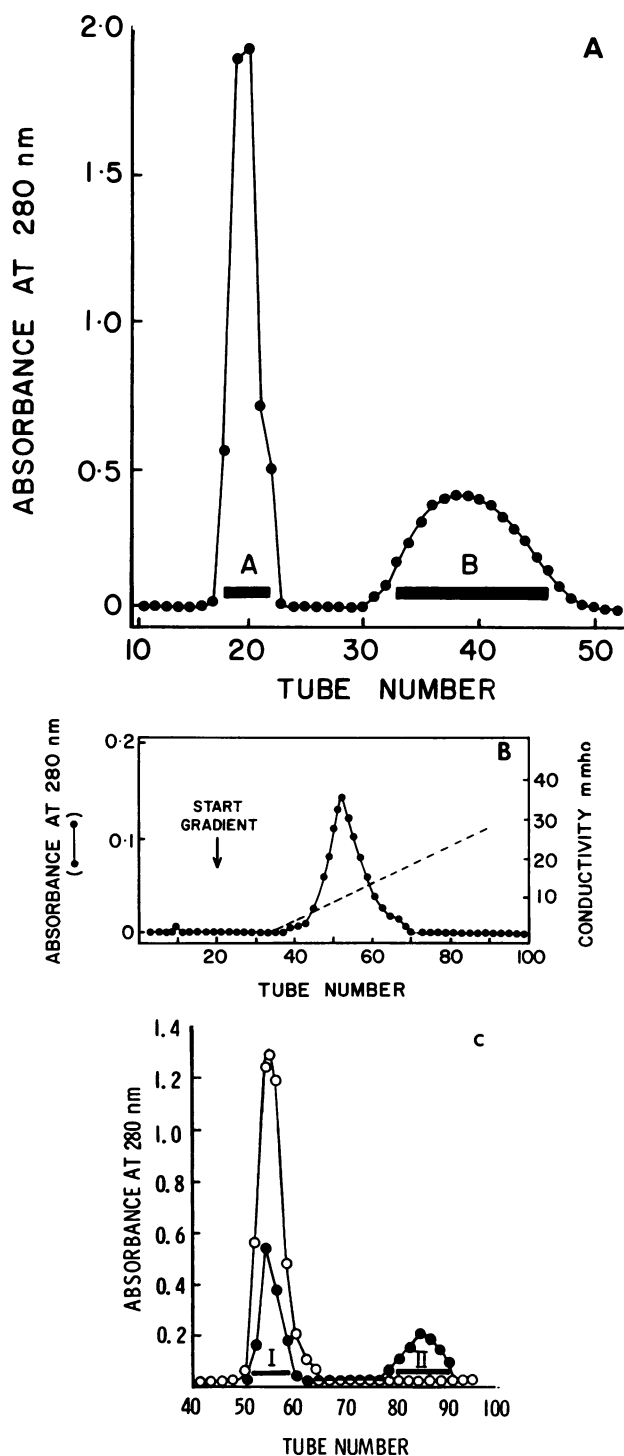 A
ABSORBANCE AT 280 nm
2·0
1·5
1·0
0·5
0
A
B
10 20 30 40 50
TUBE NUMBER
B
ABSORBANCE AT 280 nm
(●—●)
0·2
0·1
0
START
GRADIENT
40
30
20
10
CONDUCTIVITY mmho
20 40 60 80 100
TUBE NUMBER
C
ABSORBANCE AT 280 nm
1.4
1.2
1.0
0.8
0.6
0.4
0.2
I
II
40 50 60 70 80 90 100
TUBE NUMBER